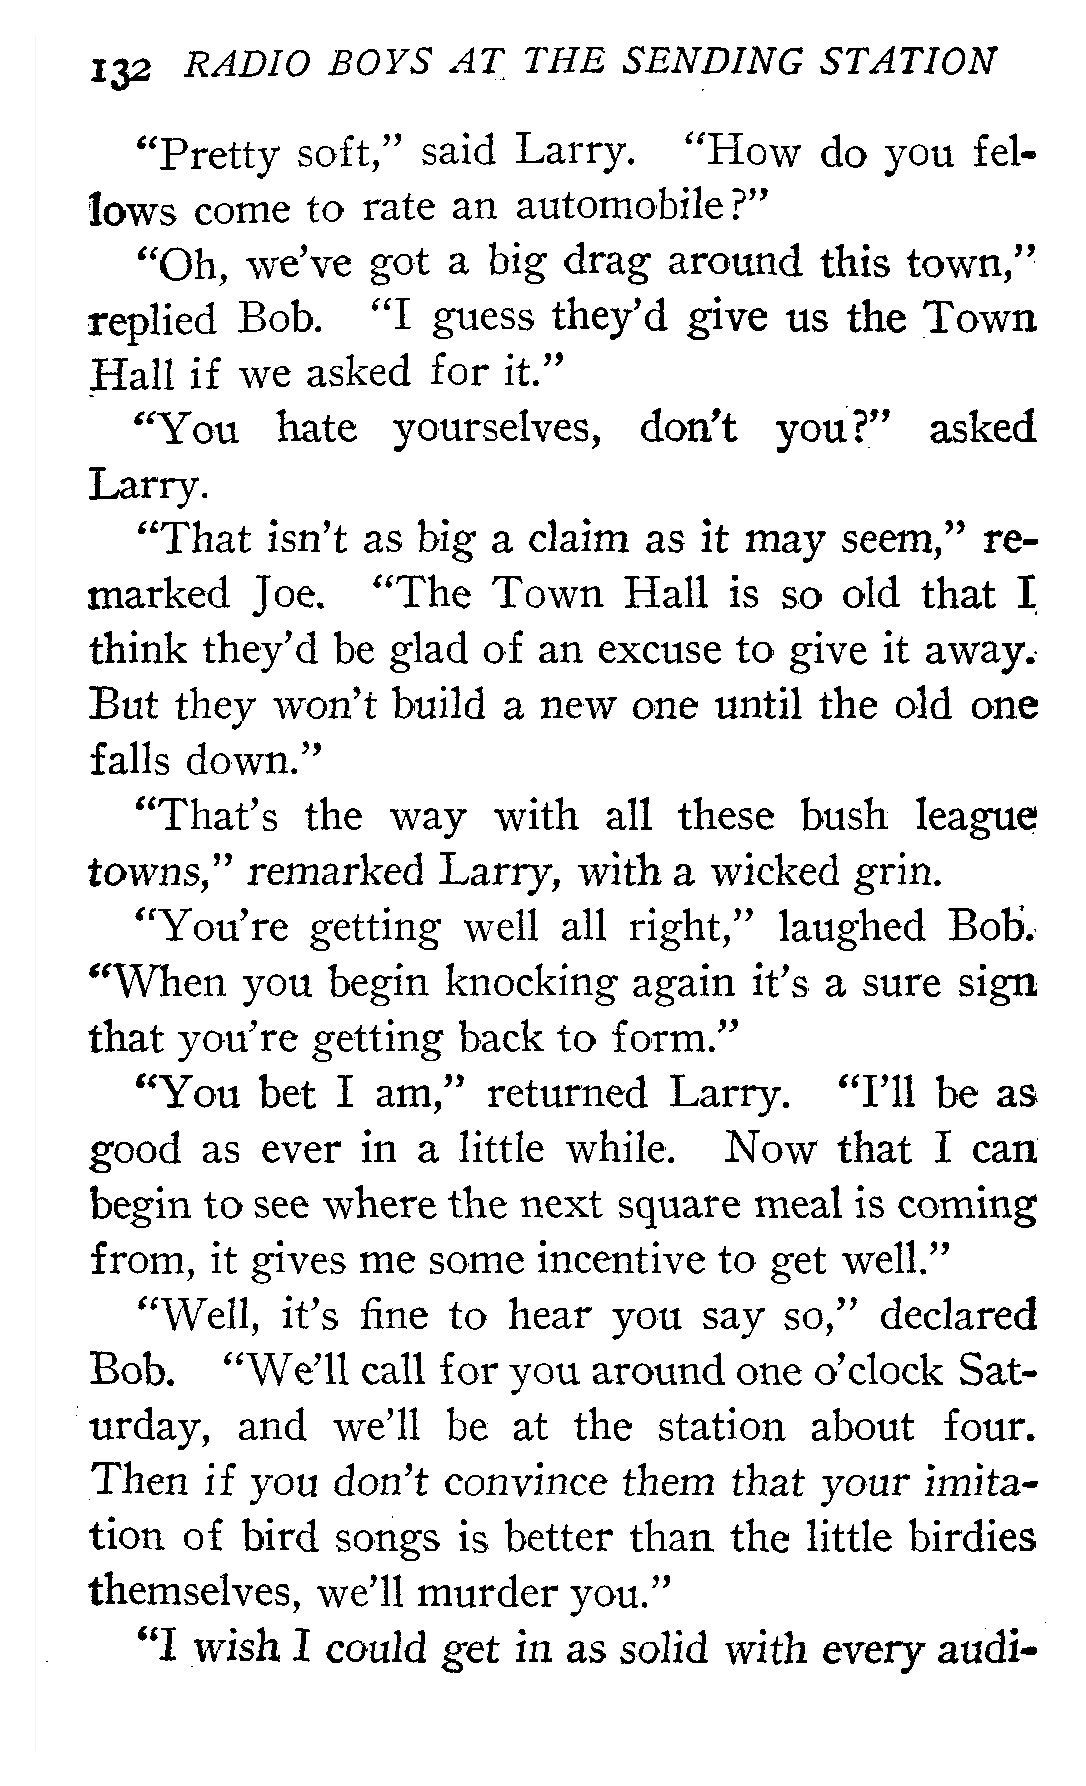 132 RADIO BOYS AT THE SENDING STATION
“Pretty soft,” said Larry. “How do you fel-
lows come to rate an automobile?”
“Oh, we’ve got a big drag around this town,”
replied Bob. “I guess they’d give us the Town
Hall if we asked for it.”
“You hate yourselves, don’t you?” asked
Larry.
“That isn’t as big a claim as it may seem,” re-
marked Joe. “The Town Hall is so old that I
think they’d be glad of an excuse to give it away.
But they won’t build a new one until the old one
falls down.”
“That’s the way with all these bush league
towns,” remarked Larry, with a wicked grin.
“You’re getting well all right,” laughed Bob.
“When you begin knocking again it’s a sure sign
that you’re getting back to form.”
“You bet I am,” returned Larry. “I’ll be as
good as ever in a little while. Now that I can
begin to see where the next square meal is coming
from, it gives me some incentive to get well.”
“Well, it’s fine to hear you say so,” declared
Bob. “We’ll call for you around one o’clock Sat-
urday, and we’ll be at the station about four.
Then if you don’t convince them that your imita-
tion of bird songs is better than the little birdies
themselves, we’ll murder you.”
“I wish I could get in as solid with every audi-